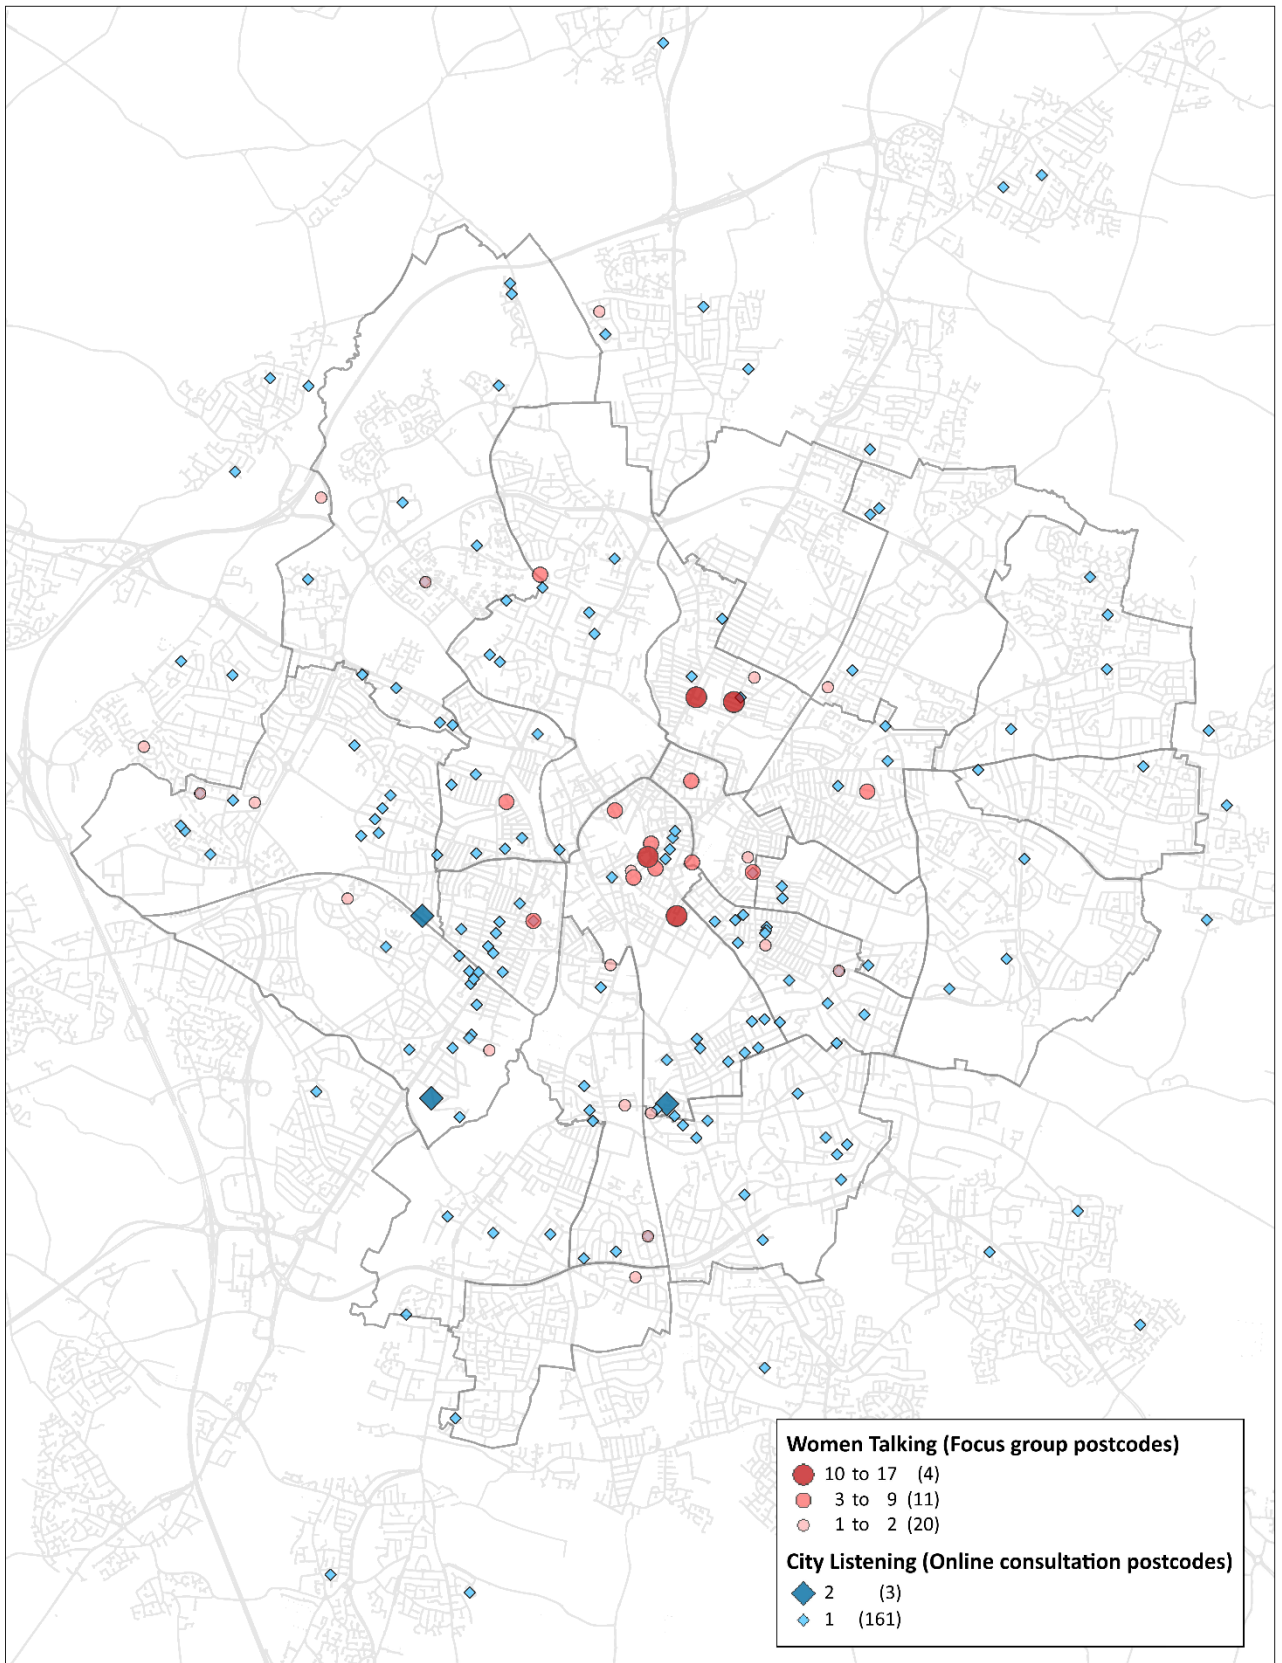 Women Talking (Focus group postcodes)
10 to 17 (4)
3 to 9 (11)
1 to 2 (20)
City Listening (Online consultation postcodes)
2 (3)
1 (161)